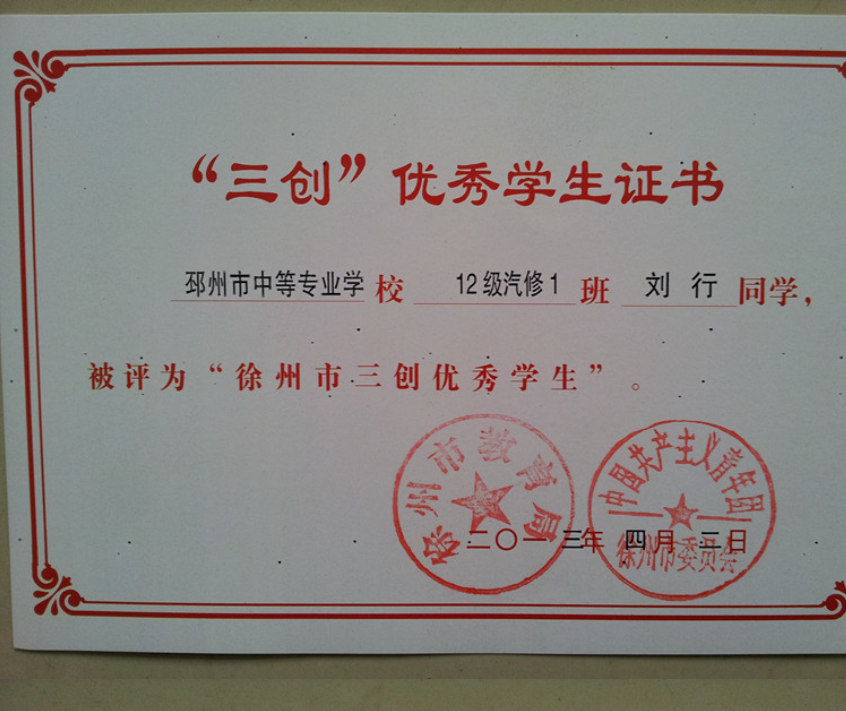 “三创”优秀学生证书
邳州市中等专业学校 12级汽修1班 刘行同学，
被评为“徐州市三创优秀学生”。
徐州市教育局
中国共产主义青年团
徐州市委员会
二〇一三年四月二日